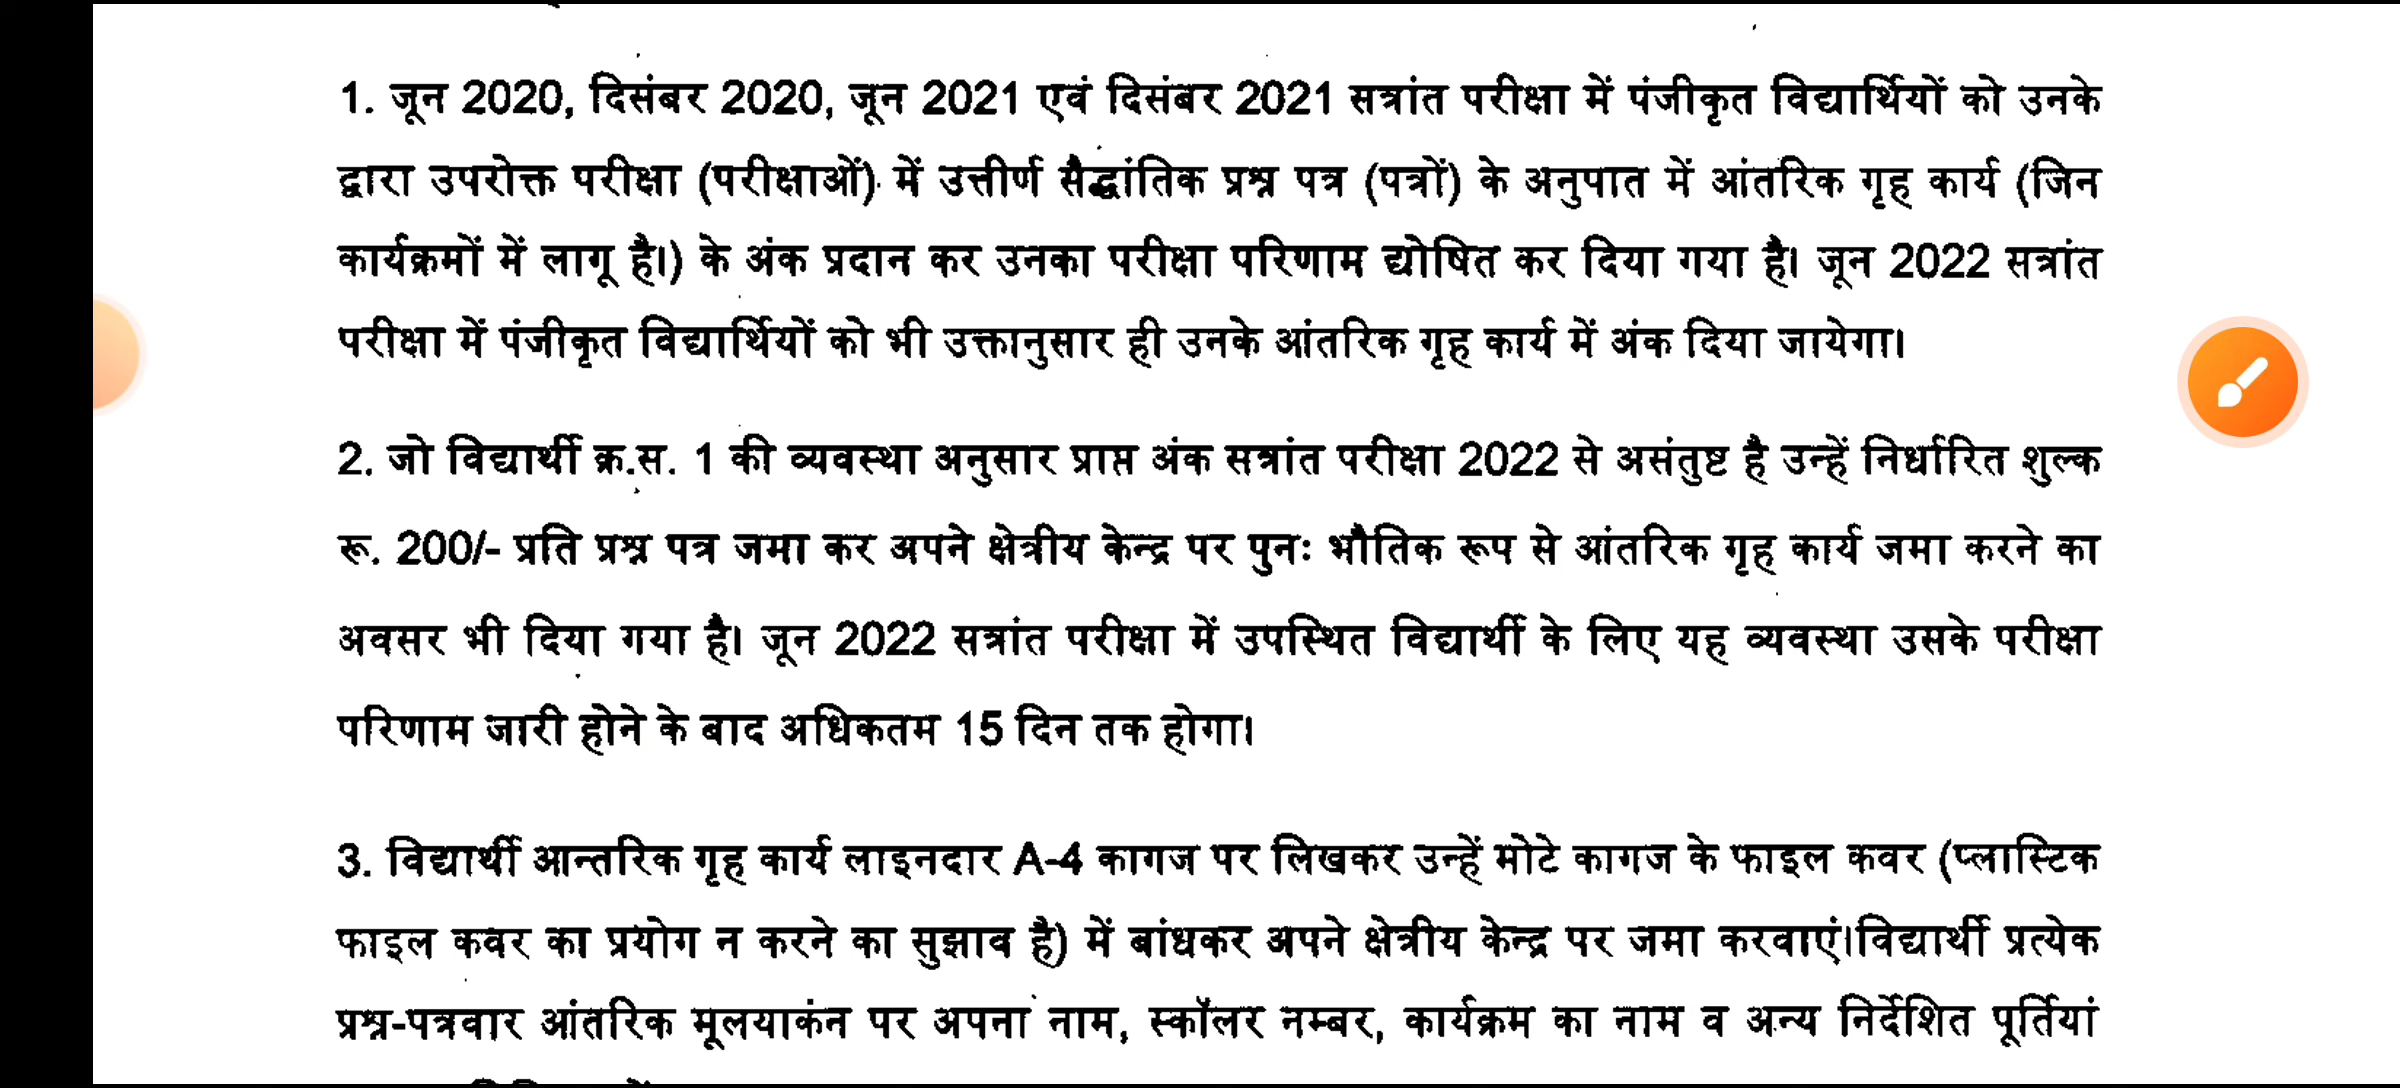 1. जून 2020, दिसंबर 2020, जून 2021 एवं दिसंबर 2021 सत्रांत परीक्षा में पंजीकृत विद्यार्थियों को उनके
द्वारा उपरोक्त परीक्षा (परीक्षाओं) में उत्तीर्ण सैद्धांतिक प्रश्न पत्र (पत्रों) के अनुपात में आंतरिक गृह कार्य (जिन
कार्यक्रमों में लागू है।) के अंक प्रदान कर उनका परीक्षा परिणाम द्योषित कर दिया गया है। जून 2022 सत्रांत
परीक्षा में पंजीकृत विद्यार्थियों को भी उक्तानुसार ही उनके आंतरिक गृह कार्य में अंक दिया जायेगा।
2. जो विद्यार्थी क्र.स. 1 की व्यवस्था अनुसार प्राप्त अंक सत्रांत परीक्षा 2022 से असंतुष्ट है उन्हें निर्धारित शुल्क
रू. 200/- प्रति प्रश्न पत्र जमा कर अपने क्षेत्रीय केन्द्र पर पुनः भौतिक रूप से आंतरिक गृह कार्य जमा करने का
अवसर भी दिया गया है। जून 2022 सत्रांत परीक्षा में उपस्थित विद्यार्थी के लिए यह व्यवस्था उसके परीक्षा
परिणाम जारी होने के बाद अधिकतम 15 दिन तक होगा।
3. विद्यार्थी आन्तरिक गृह कार्य लाइनदार A-4 कागज पर लिखकर उन्हें मोटे कागज के फाइल कवर (प्लास्टिक
फाइल कवर का प्रयोग न करने का सुझाव है) में बांधकर अपने क्षेत्रीय केन्द्र पर जमा करवाएं।विद्यार्थी प्रत्येक
प्रश्न-पत्रवार आंतरिक मूलयाकंन पर अपना नाम, स्कॉलर नम्बर, कार्यक्रम का नाम व अन्य निर्देशित पूर्तियां